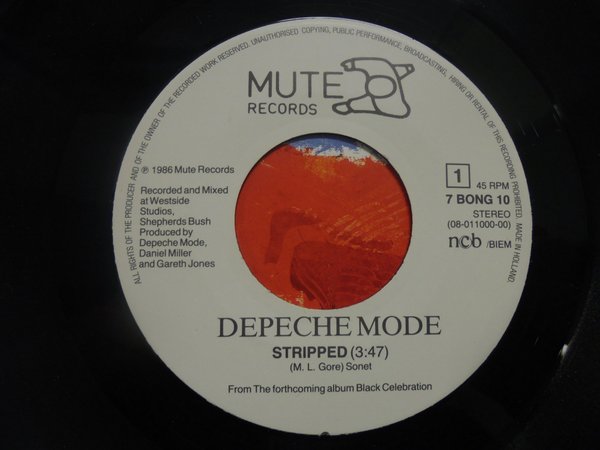 ALL RIGHTS OF THE PRODUCER AND OF THE OWNER OF THE RECORDED WORK RESERVED. UNAUTHORISED COPYING, PUBLIC PERFORMANCE, BROADCASTING, HIRING OR RENTAL OF THIS RECORDING PROHIBITED. MADE IN HOLLAND
MUTE
RECORDS
℗ 1986 Mute Records
Recorded and Mixed
at Westside
Studios,
Shepherds Bush
Produced by
Depeche Mode,
Daniel Miller
and Gareth Jones
1 45 RPM
7 BONG 10
STEREO
(08-011000-00)
ncb /BIEM
DEPECHE MODE
STRIPPED (3:47)
(M. L. Gore) Sonet
From The forthcoming album Black Celebration